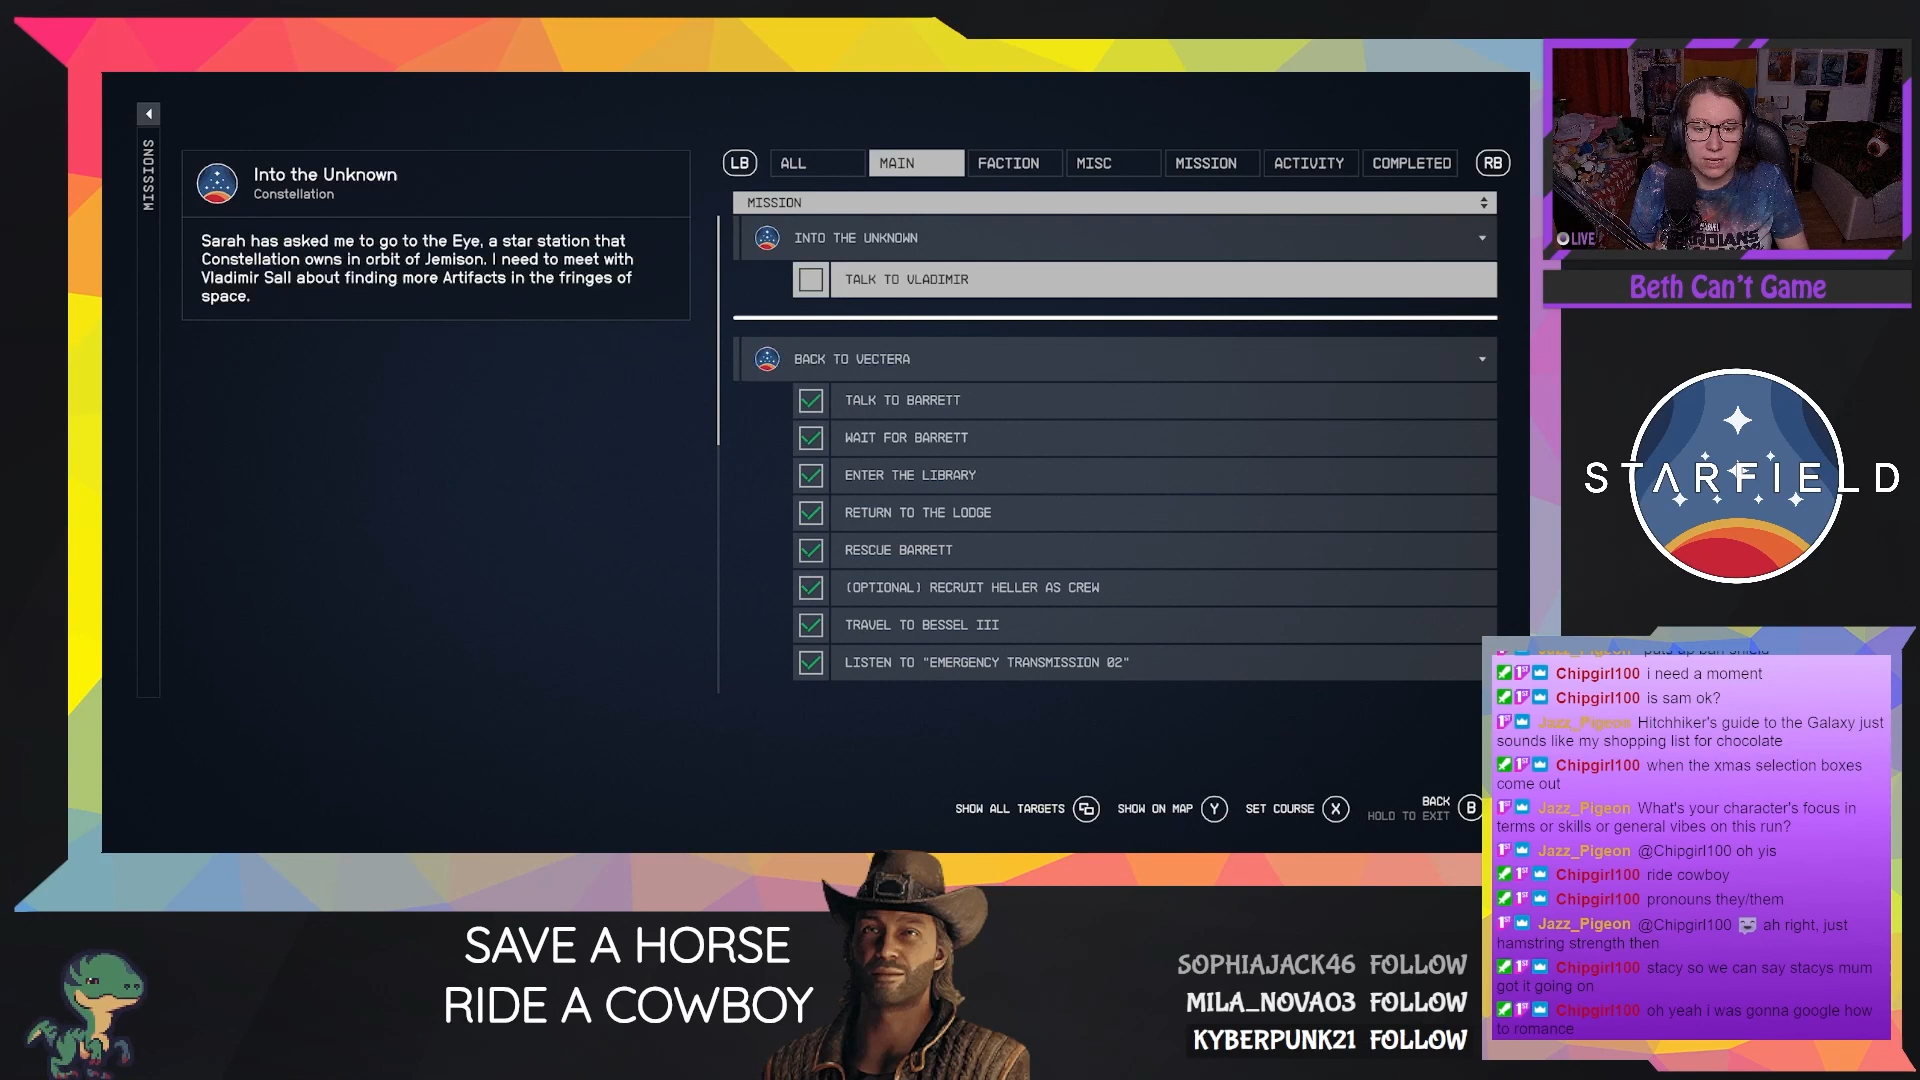 MISSIONS
Into the Unknown
Constellation
Sarah has asked me to go to the Eye, a star station that
Constellation owns in orbit of Jemison. I need to meet with
Vladimir Sall about finding more Artifacts in the fringes of
space.
LB ALL MAIN FACTION MISC MISSION ACTIVITY COMPLETED RB
MISSION
INTO THE UNKNOWN
TALK TO VLADIMIR
BACK TO VECTERA
TALK TO BARRETT
WAIT FOR BARRETT
ENTER THE LIBRARY
RETURN TO THE LODGE
RESCUE BARRETT
(OPTIONAL) RECRUIT HELLER AS CREW
TRAVEL TO BESSEL III
LISTEN TO "EMERGENCY TRANSMISSION 02"
SHOW ALL TARGETS SHOW ON MAP Y SET COURSE X BACK B
HOLD TO EXIT
LIVE
Beth Can't Game
STARFIELD
Chipgirl100 i need a moment
Chipgirl100 is sam ok?
Jazz_Pigeon Hitchhiker's guide to the Galaxy just
sounds like my shopping list for chocolate
Chipgirl100 when the xmas selection boxes
come out
Jazz_Pigeon What's your character's focus in
terms or skills or general vibes on this run?
Jazz_Pigeon @Chipgirl100 oh yis
Chipgirl100 ride cowboy
Chipgirl100 pronouns they/them
Jazz_Pigeon @Chipgirl100 ah right, just
hamstring strength then
Chipgirl100 stacy so we can say stacys mum
got it going on
Chipgirl100 oh yeah i was gonna google how
to romance
SAVE A HORSE
RIDE A COWBOY
SOPHIAJACK46 FOLLOW
MILA_NOVA03 FOLLOW
KYBERPUNK21 FOLLOW